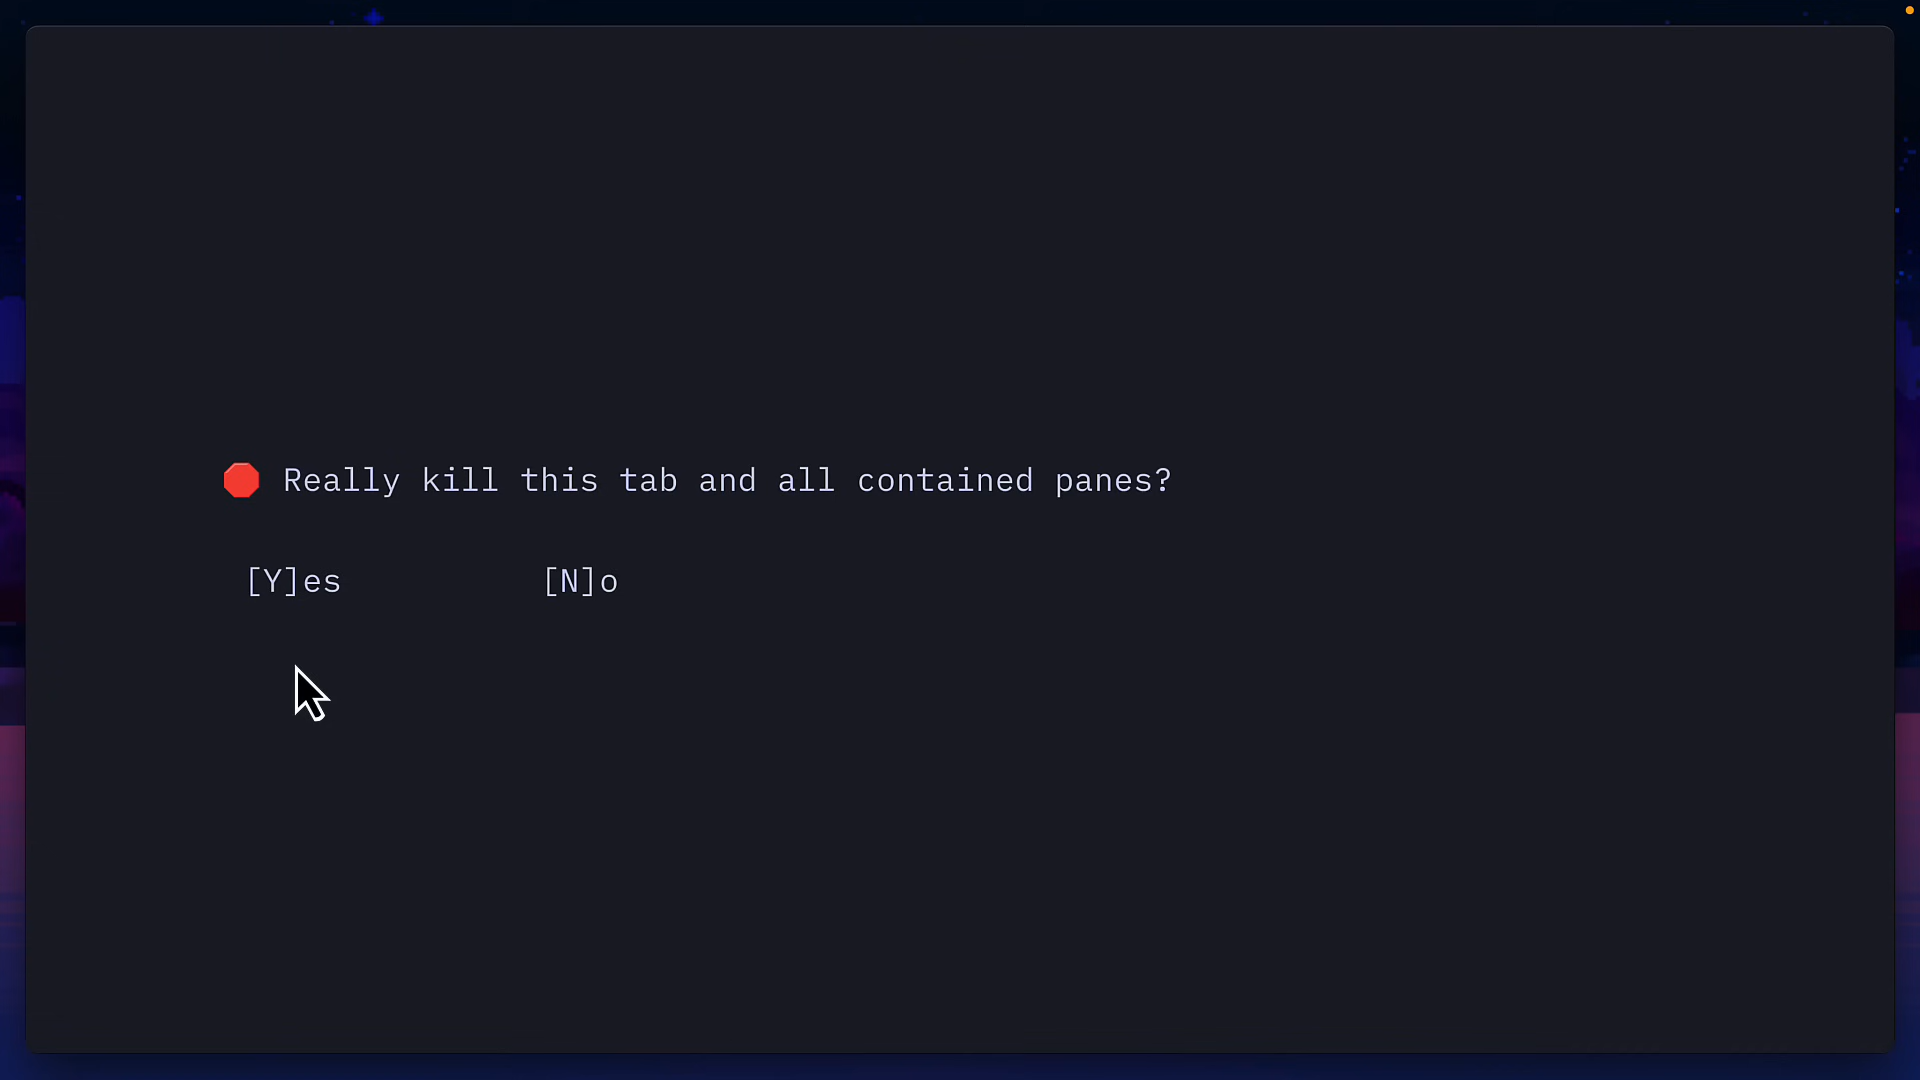 🛑 Really kill this tab and all contained panes?
[Y]es [N]o